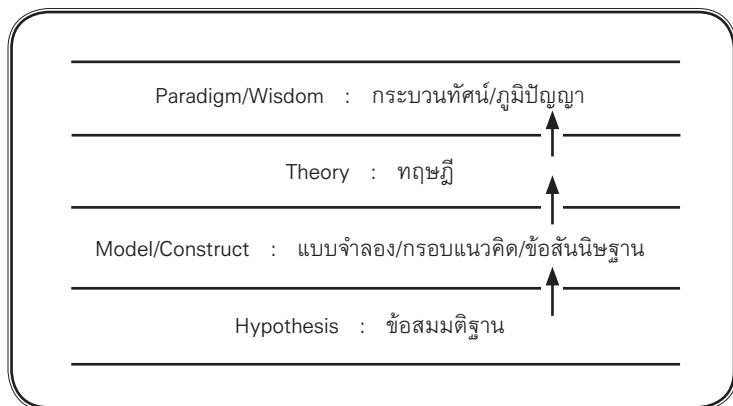 Paradigm/Wisdom : กระบวนทัศน์/ภูมิปัญญา
Theory : ทฤษฎี
Model/Construct : แบบจำลอง/กรอบแนวคิด/ข้อสันนิษฐาน
Hypothesis : ข้อสมมติฐาน